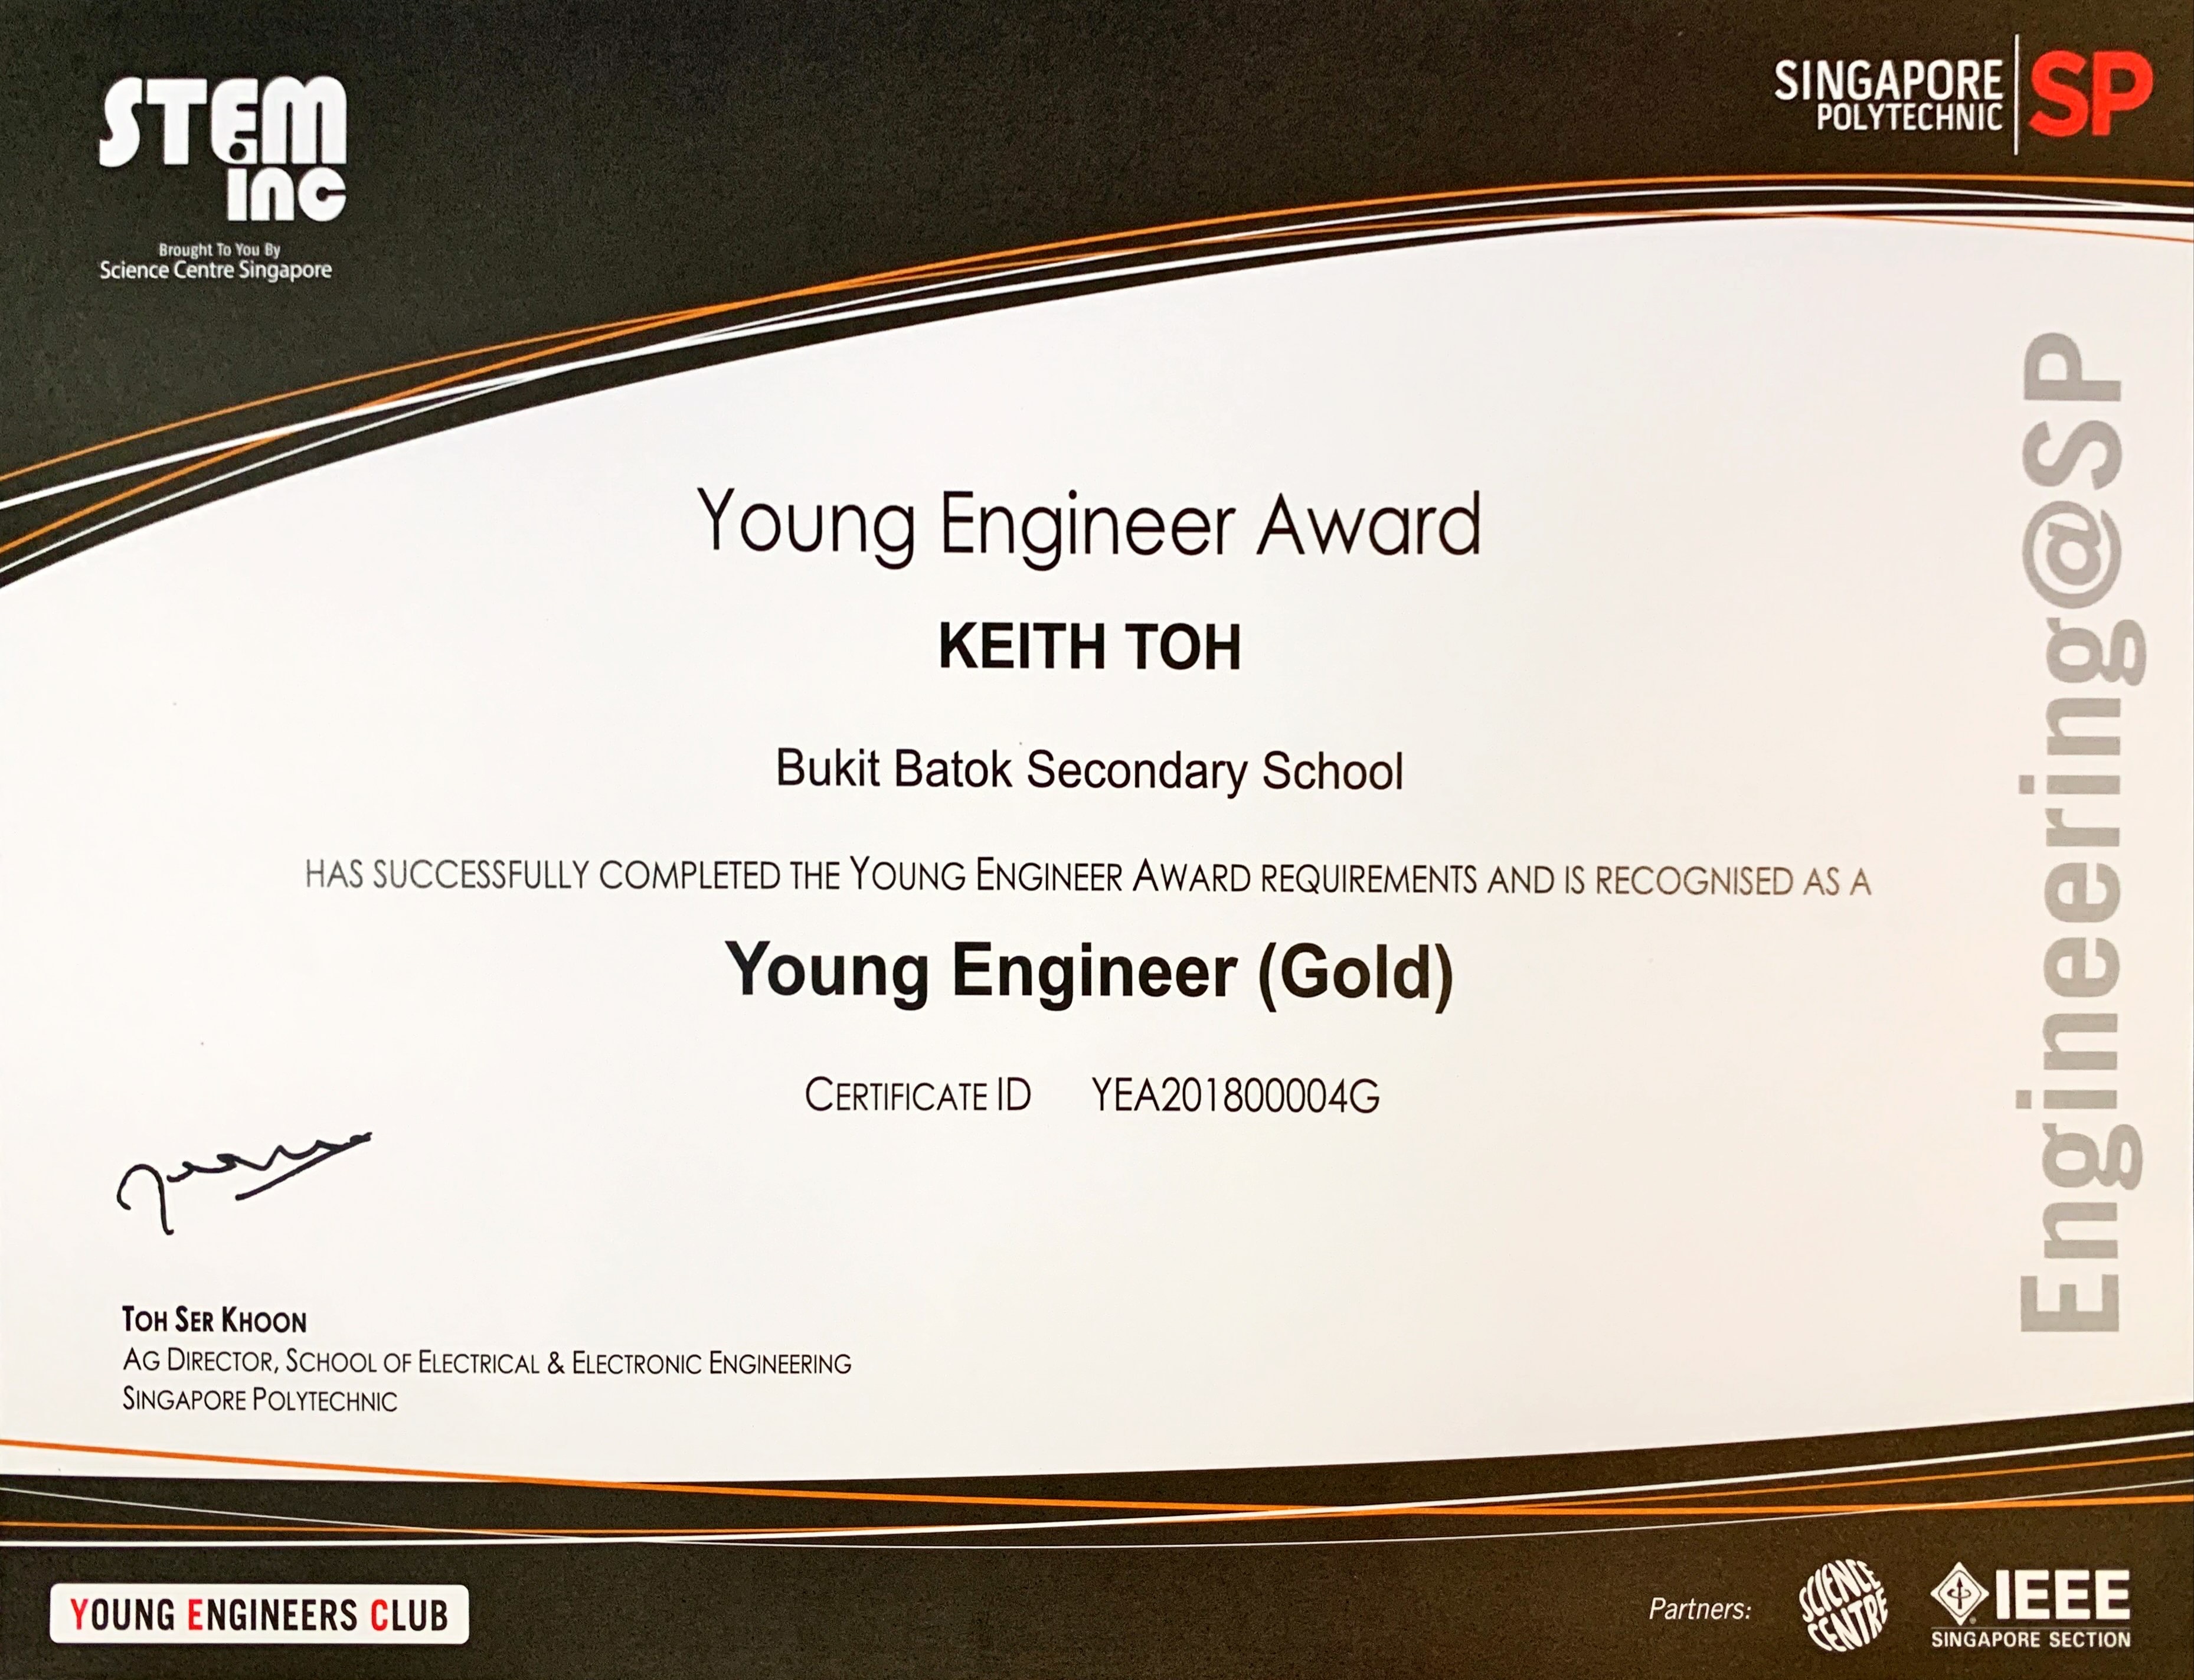 STEM
inc
Brought To You By
Science Centre Singapore
SINGAPORE
POLYTECHNIC
SP
Young Engineer Award
KEITH TOH
Bukit Batok Secondary School
HAS SUCCESSFULLY COMPLETED THE YOUNG ENGINEER AWARD REQUIREMENTS AND IS RECOGNISED AS A
Young Engineer (Gold)
CERTIFICATE ID YEA201800004G
TOH SER KHOON
AG DIRECTOR, SCHOOL OF ELECTRICAL & ELECTRONIC ENGINEERING
SINGAPORE POLYTECHNIC
Engineering@SP
YOUNG ENGINEERS CLUB
Partners:
SCIENCE
CENTRE
IEEE
SINGAPORE SECTION